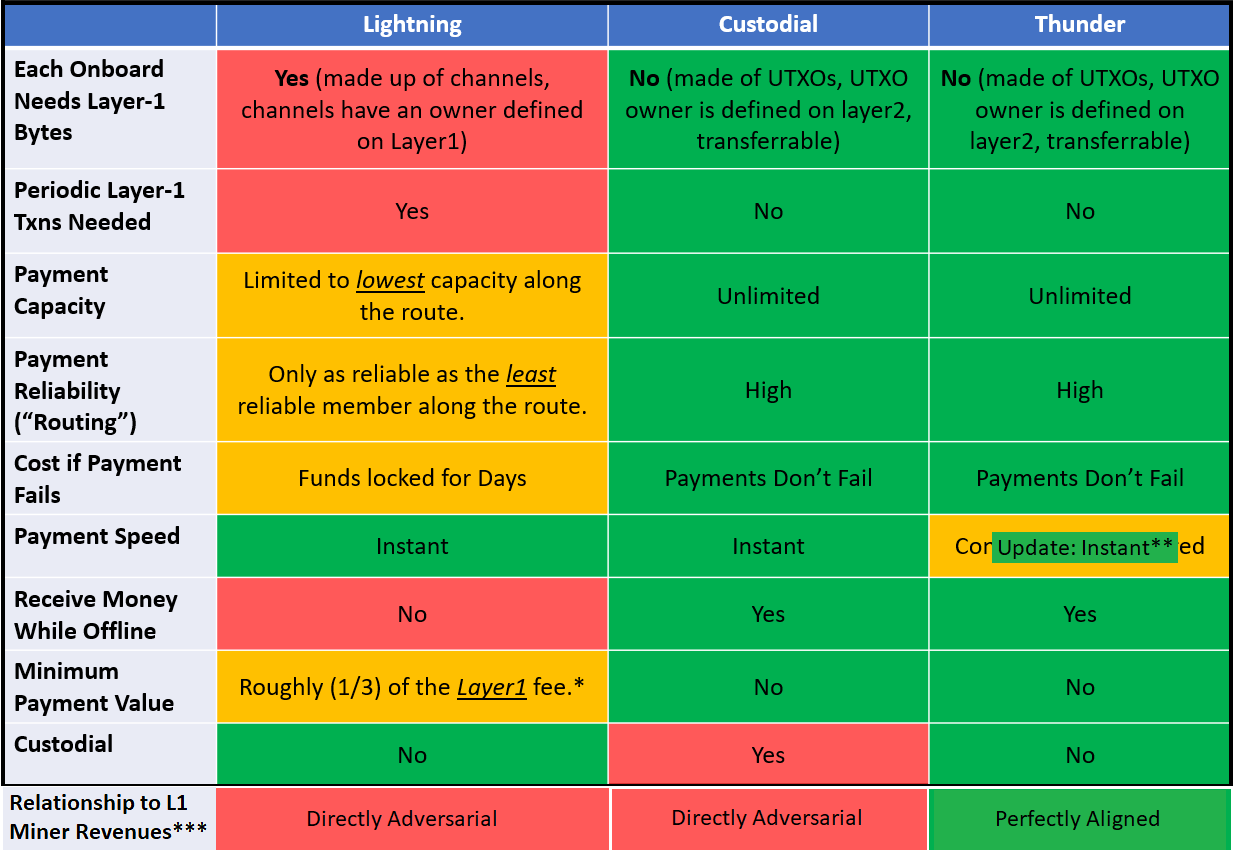 Lightning
Custodial
Thunder
Each Onboard
Needs Layer-1
Bytes
Yes (made up of channels,
channels have an owner defined
on Layer1)
No (made of UTXOs, UTXO
owner is defined on layer2,
transferrable)
No (made of UTXOs, UTXO
owner is defined on
layer2, transferrable)
Periodic Layer-1
Txns Needed
Yes
No
No
Payment
Capacity
Limited to lowest capacity along
the route.
Unlimited
Unlimited
Payment
Reliability
(“Routing”)
Only as reliable as the least
reliable member along the route.
High
High
Cost if Payment
Fails
Funds locked for Days
Payments Don’t Fail
Payments Don’t Fail
Payment Speed
Instant
Instant
Update: Instant**
Receive Money
While Offline
No
Yes
Yes
Minimum
Payment Value
Roughly (1/3) of the Layer1 fee.*
No
No
Custodial
No
Yes
No
Relationship to L1
Miner Revenues***
Directly Adversarial
Directly Adversarial
Perfectly Aligned